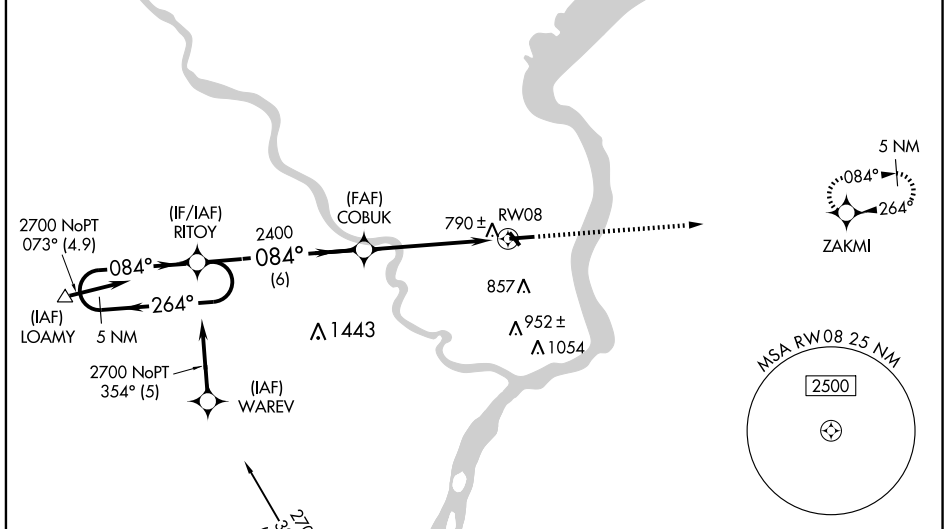 5 NM
084°
264°
ZAKMI
(FAF)
COBUK
790 ±
RW08
(IF/IAF)
RITOY
2400
084°
(6)
2700 NoPT
073° (4.9)
084°
264°
(IAF)
LOAMY
5 NM
857
952 ±
1054
1443
2700 NoPT
354° (5)
(IAF)
WAREV
MSA RW08 25 NM
2500